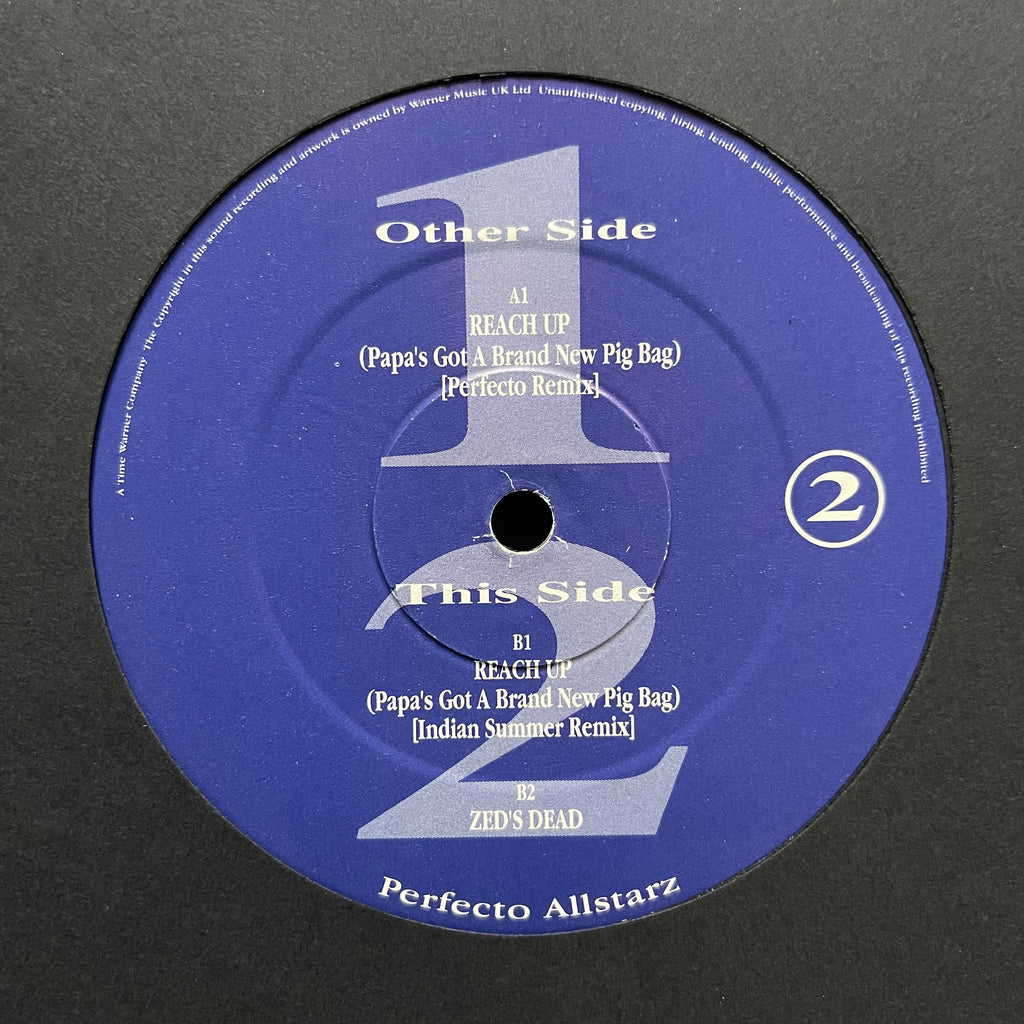 A Time Warner Company The Copyright in this sound recording and artwork is owned by Warner Music UK Ltd Unauthorised copying, hiring, lending, public performance and broadcasting of this recording prohibited
1
Other Side
A1
REACH UP
(Papa's Got A Brand New Pig Bag)
[Perfecto Remix]
2
2
This Side
B1
REACH UP
(Papa's Got A Brand New Pig Bag)
[Indian Summer Remix]
B2
ZED'S DEAD
Perfecto Allstarz